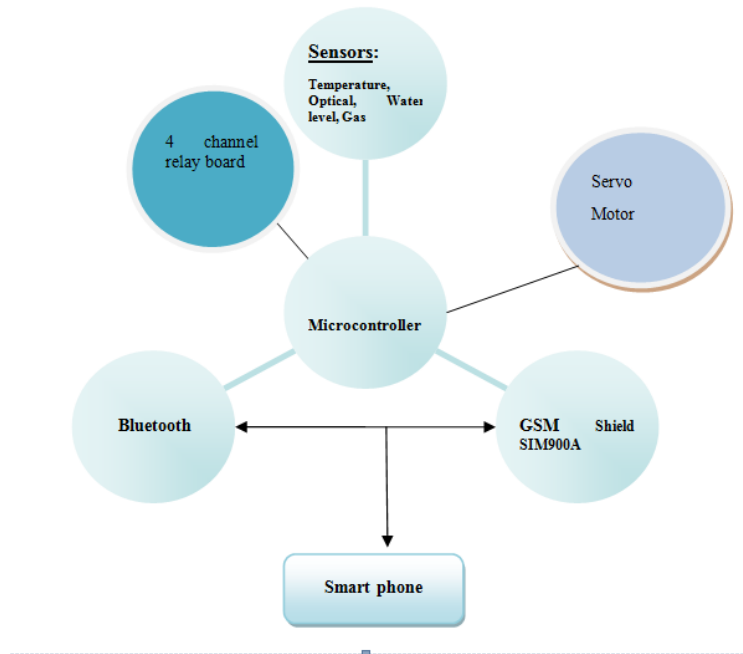 Sensors:
Temperature,
Optical, Water
level, Gas
4 channel
relay board
Servo
Motor
Microcontroller
Bluetooth
GSM Shield
SIM900A
Smart phone